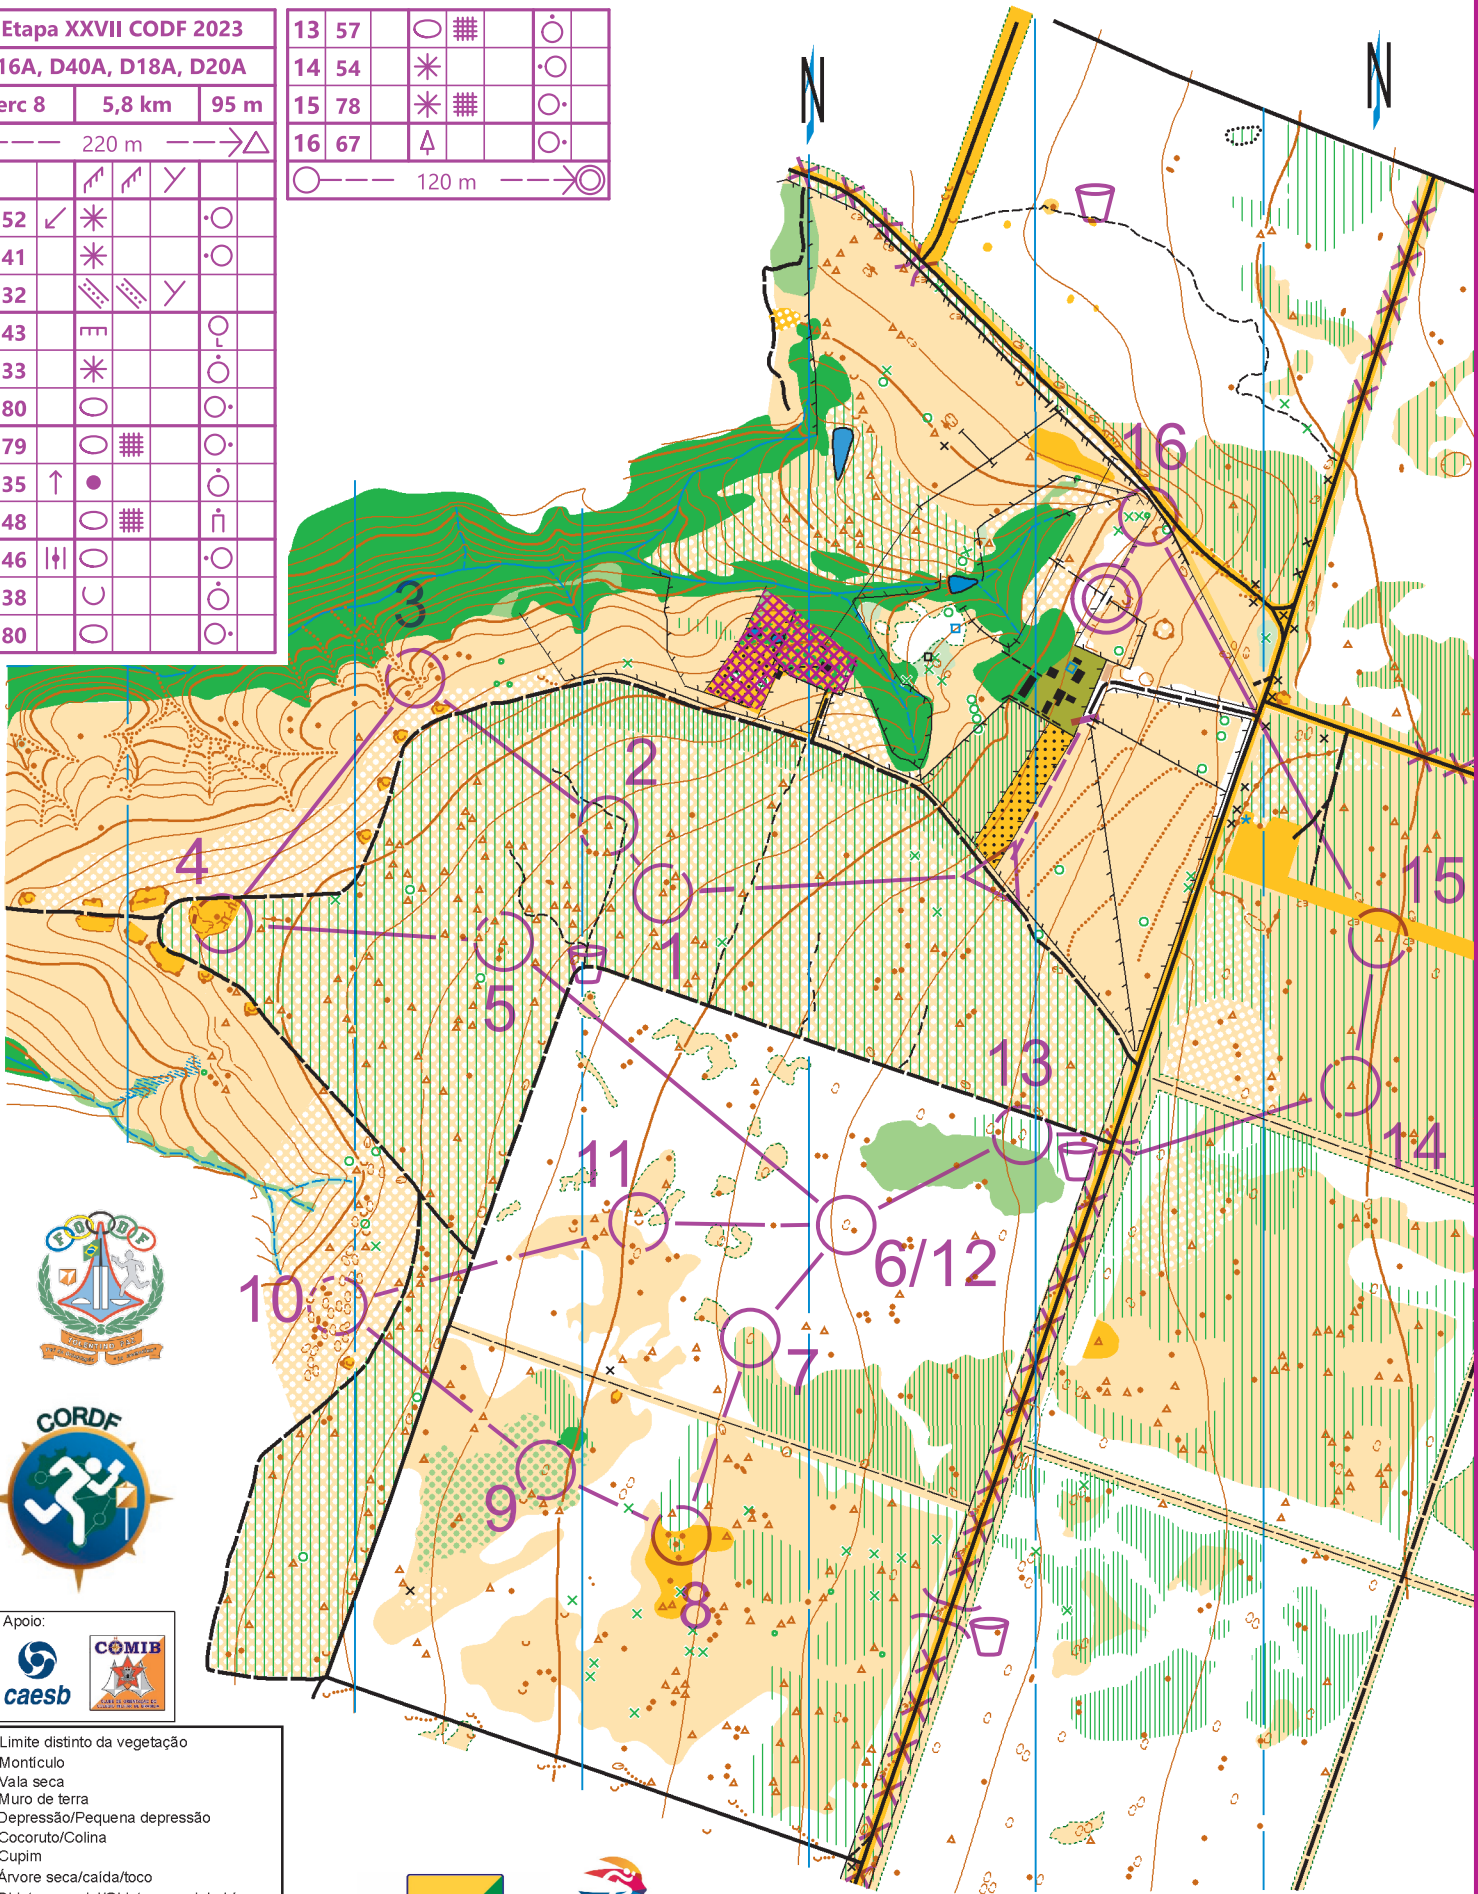 Etapa XXVII CODF 2023
16A, D40A, D18A, D20A
erc 8 5,8 km 95 m
220 m
52
41
32
43
33
80
79
35
48
46
38
80
13 57
14 54
15 78
16 67
120 m
N
N
16
3
2
4
15
1
5
13
14
11
6/12
10
7
9
8
FODF
CORDF
Apoio:
caesb
COMIB
Limite distinto da vegetação
Montículo
Vala seca
Muro de terra
Depressão/Pequena depressão
Cocoruto/Colina
Cupim
Árvore seca/caída/toco